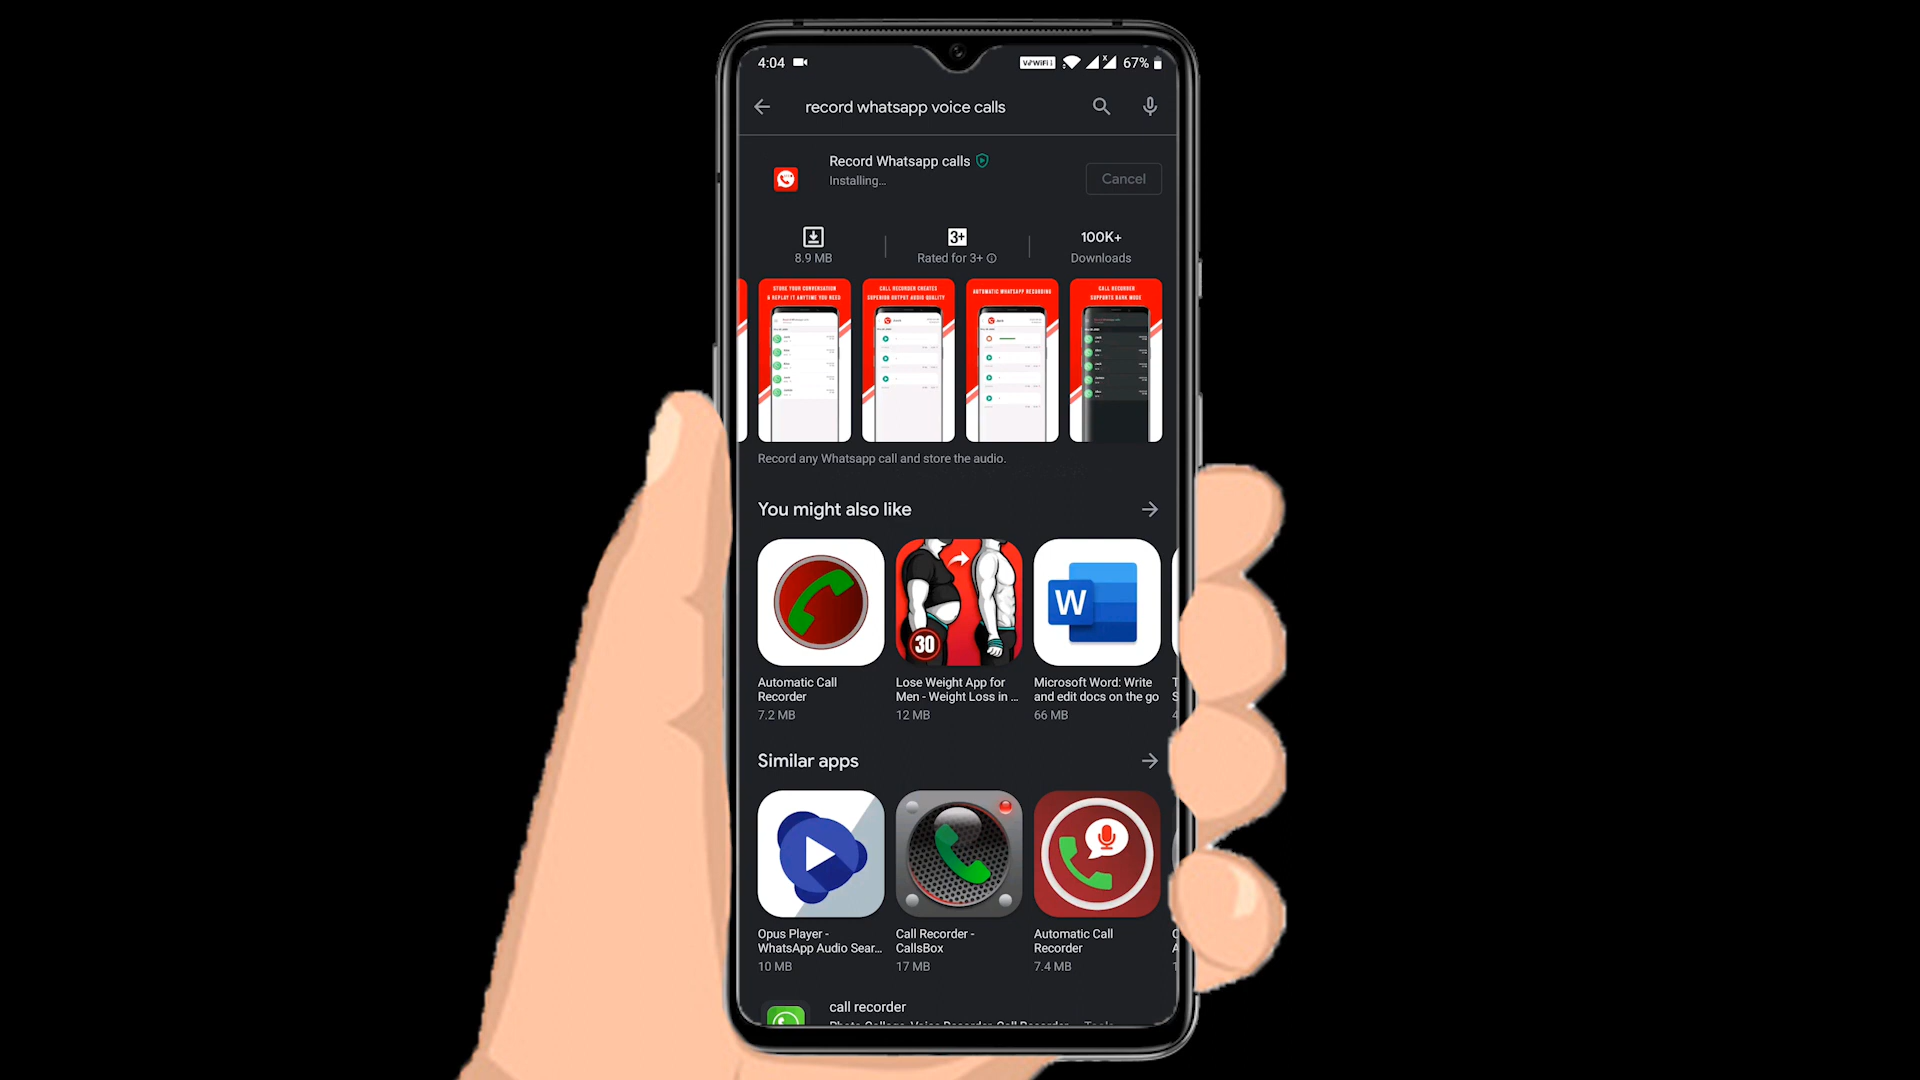 4:04
VoWiFi 1
67%
record whatsapp voice calls
Record Whatsapp calls
Installing...
Cancel
3+
100K+
8.9 MB
Rated for 3+
Downloads
STORE YOUR CONVERSATION
& REPLAY IT ANYTIME YOU NEED
CALL RECORDER CREATES
SUPERIOR OUTPUT AUDIO QUALITY
AUTOMATIC WHATSAPP RECORDING
CALL RECORDER
SUPPORTS DARK MODE
Record any Whatsapp call and store the audio.
You might also like
30
W
Automatic Call
Recorder
7.2 MB
Lose Weight App for
Men - Weight Loss in ...
12 MB
Microsoft Word: Write
and edit docs on the go
66 MB
Similar apps
Opus Player -
WhatsApp Audio Sear...
10 MB
Call Recorder -
CallsBox
17 MB
Automatic Call
Recorder
7.4 MB
call recorder